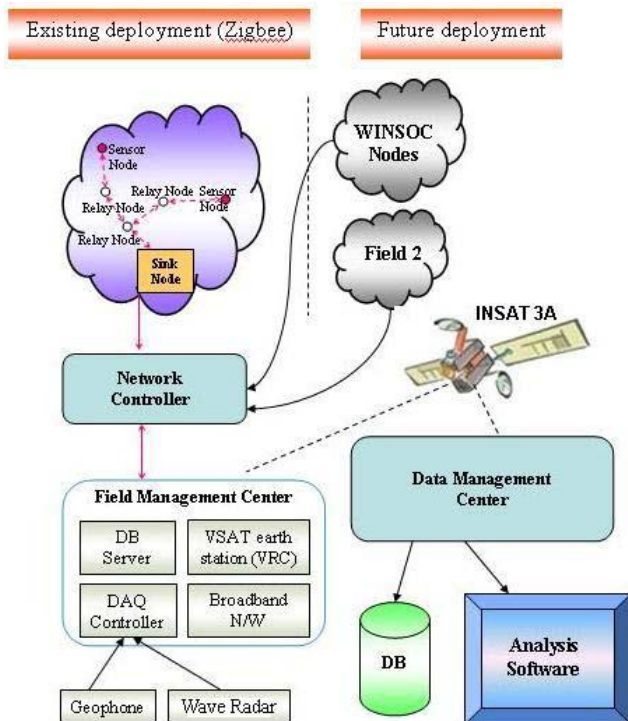 Existing deployment (Zigbee)
Future deployment
Sensor
Node
Relay Node
Relay Node
Sensor
Node
Relay Node
Sink
Node
WINSOC
Nodes
Field 2
INSAT 3A
Network
Controller
Field Management Center
DB
Server
VSAT earth
station (VRC)
DAQ
Controller
Broadband
N/W
Geophone
Wave Radar
Data Management
Center
DB
Analysis
Software